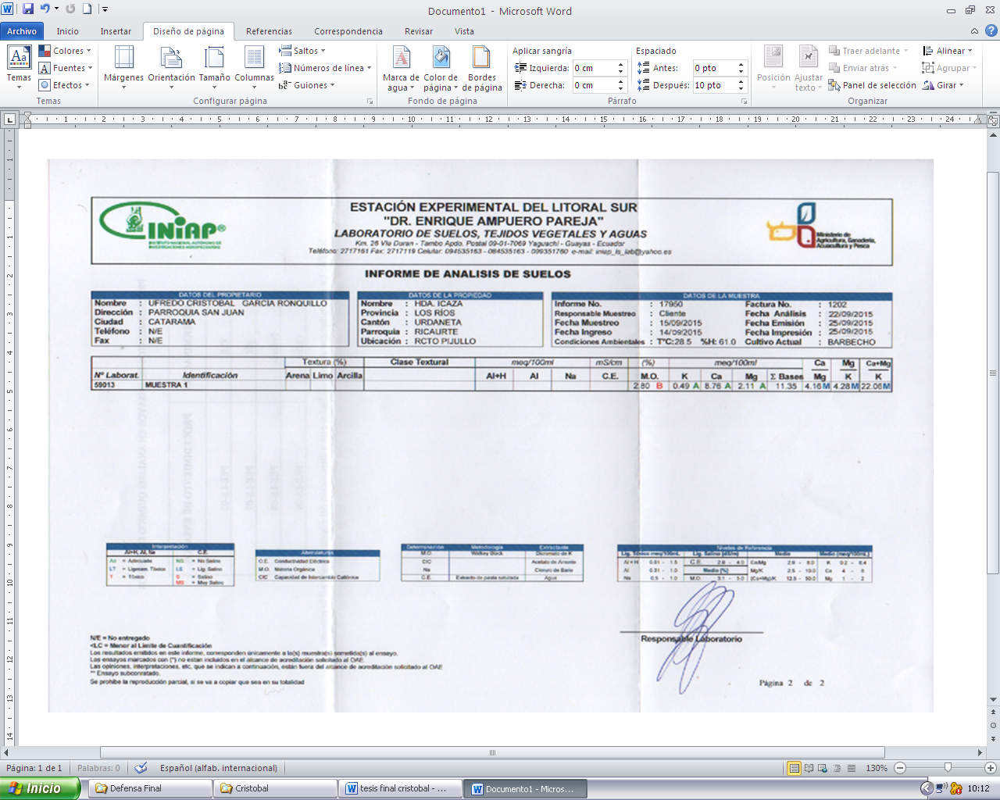 Documento1 - Microsoft Word
Archivo Inicio Insertar Diseño de página Referencias Correspondencia Revisar Vista
Aa Temas
Colores
Fuentes
Efectos
Temas
Márgenes Orientación Tamaño Columnas
Saltos
Números de línea
Guiones
Configurar página
Marca de agua Color de página Bordes de página
Fondo de página
Aplicar sangría
Izquierda: 0 cm
Derecha: 0 cm
Espaciado
Antes: 0 pto
Después: 10 pto
Párrafo
Posición Ajustar texto
Traer adelante
Enviar atrás
Panel de selección
Alinear
Agrupar
Girar
Organizar
1 2 3 4 5 6 7 8 9 10 11 12 13 14 15 16 17 18 19 20 21 22 23 24
INIAP®
INSTITUTO NACIONAL AUTÓNOMO DE
INVESTIGACIONES AGROPECUARIAS
ESTACIÓN EXPERIMENTAL DEL LITORAL SUR
"DR. ENRIQUE AMPUERO PAREJA"
LABORATORIO DE SUELOS, TEJIDOS VEGETALES Y AGUAS
Km. 26 Vía Duran - Tambo Apdo. Postal 09-01-7069 Yaguachi - Guayas - Ecuador
Teléfono: 2717161 Fax: 2717119 Celular: 094535163 - 084535163 - 099351760 e-mail: iniap_ls_lab@yahoo.es
Ministerio de
Agricultura, Ganadería,
Acuacultura y Pesca
INFORME DE ANALISIS DE SUELOS
DATOS DEL PROPIETARIO
Nombre : UFREDO CRISTOBAL GARCIA RONQUILLO
Dirección : PARROQUIA SAN JUAN
Ciudad : CATARAMA
Teléfono : N/E
Fax : N/E
DATOS DE LA PROPIEDAD
Nombre : HDA. ICAZA
Provincia : LOS RÍOS
Cantón : URDANETA
Parroquia : RICAURTE
Ubicación : RCTO PIJULLO
DATOS DE LA MUESTRA
Informe No. : 17950 Factura No. : 1202
Responsable Muestreo : Cliente Fecha Análisis : 22/09/2015
Fecha Muestreo : 15/09/2015 Fecha Emisión : 25/09/2015
Fecha Ingreso : 14/09/2015 Fecha Impresión : 25/09/2015
Condiciones Ambientales : T°C:28.5 %H: 61.0 Cultivo Actual : BARBECHO
Textura (%) Clase Textural meq/100ml mS/cm (%) meq/100ml Ca Mg Ca+Mg
N° Laborat. Identificación Arena Limo Arcilla Al+H Al Na C.E. M.O. K Ca Mg Σ Bases Mg K K
59013 MUESTRA 1 2.80 B 0.49 A 8.76 A 2.11 A 11.35 4.16 M 4.28 M 22.06 M
Interpretación
Al+H, Al, Na C.E.
Ad = Adecuado NS = No Salino
LT = Ligeram. Tóxico LS = Lig. Salino
T = Tóxico S = Salino
MS = Muy Salino
Abreviaturas
C.E. Conductividad Eléctrica
M.O. Materia Orgánica
CIC Capacidad de Intercambio Catiónico
Determinación Metodología Extractante
M.O. Walkey Black Dicromato de K
CIC Acetato de Amonio
Na Cloruro de Bario
C.E. Extracto de pasta saturada Agua
Niveles de Referencia
Lig. Tóxico meq/100mL Lig. Salino (dS/m) Medio Medio (meq/100mL)
Al + H 0.51 - 1.5 C.E. 2.0 - 4.0 Ca/Mg 2.0 - 8.0 K 0.2 - 0.4
Al 0.31 - 1.0 Medio (%) Mg/K 2.5 - 10.0 Ca 4 - 8
Na 0.5 - 1.0 M.O. 3.1 - 5.0 (Ca+Mg)/K 12.5 - 50.0 Mg 1 - 2
Responsable Laboratorio
N/E = No entregado
<LC = Menor al Limite de Cuantificación
Los resultados emitidos en este informe, corresponden únicamente a la(s) muestra(s) sometida(s) al ensayo.
Los ensayos marcados con (*) no estan incluidos en el alcance de acreditación solicitado al OAE.
Las opiniones, interpretaciones, etc. que se indican a continuación, están fuera del alcance de acreditación solicitado al OAE
** Ensayo subcontratado.
Se prohibe la reproducción parcial, si se va a copiar que sea en su totalidad
Página 2 de 2
Página: 1 de 1 Palabras: 0 Español (alfab. internacional) 130%
Inicio Defensa Final Cristobal tesis final cristobal - ... Documento1 - Micros... 10:12